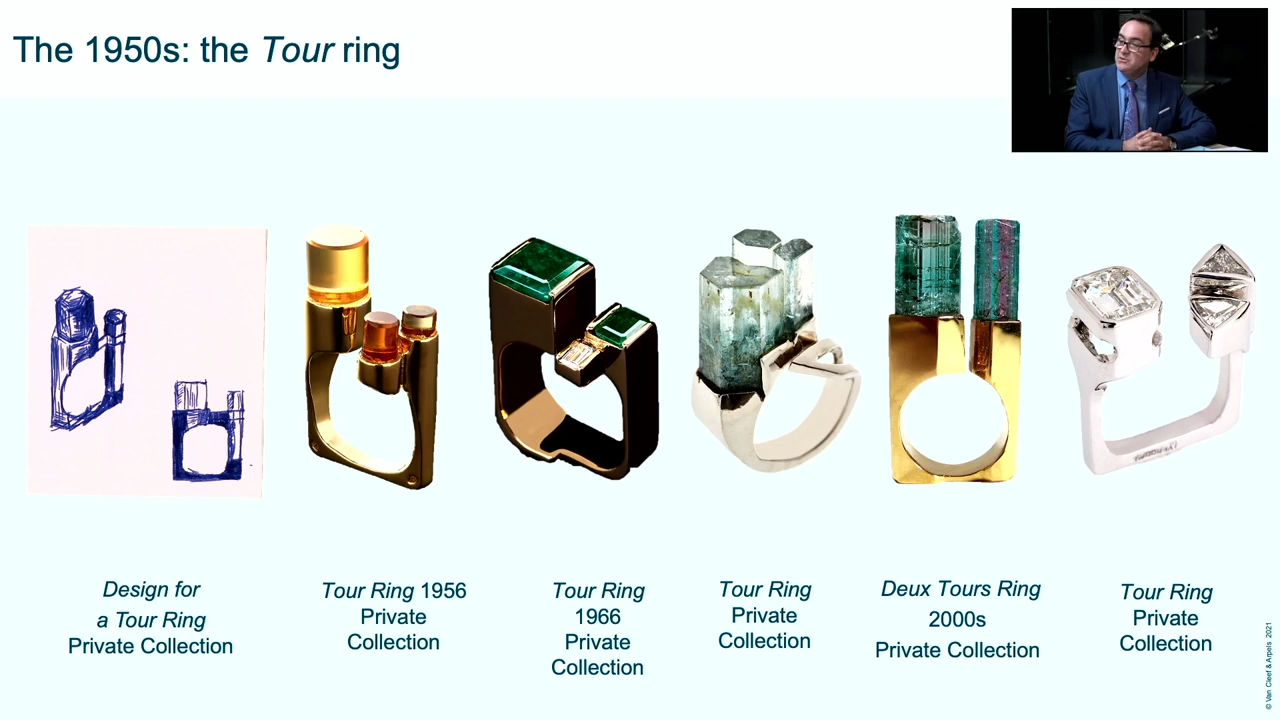 The 1950s: the Tour ring
Design for
a Tour Ring
Private Collection
Tour Ring 1956
Private
Collection
Tour Ring
1966
Private
Collection
Tour Ring
Private
Collection
Deux Tours Ring
2000s
Private Collection
Tour Ring
Private
Collection
© Van Cleef & Arpels 2021